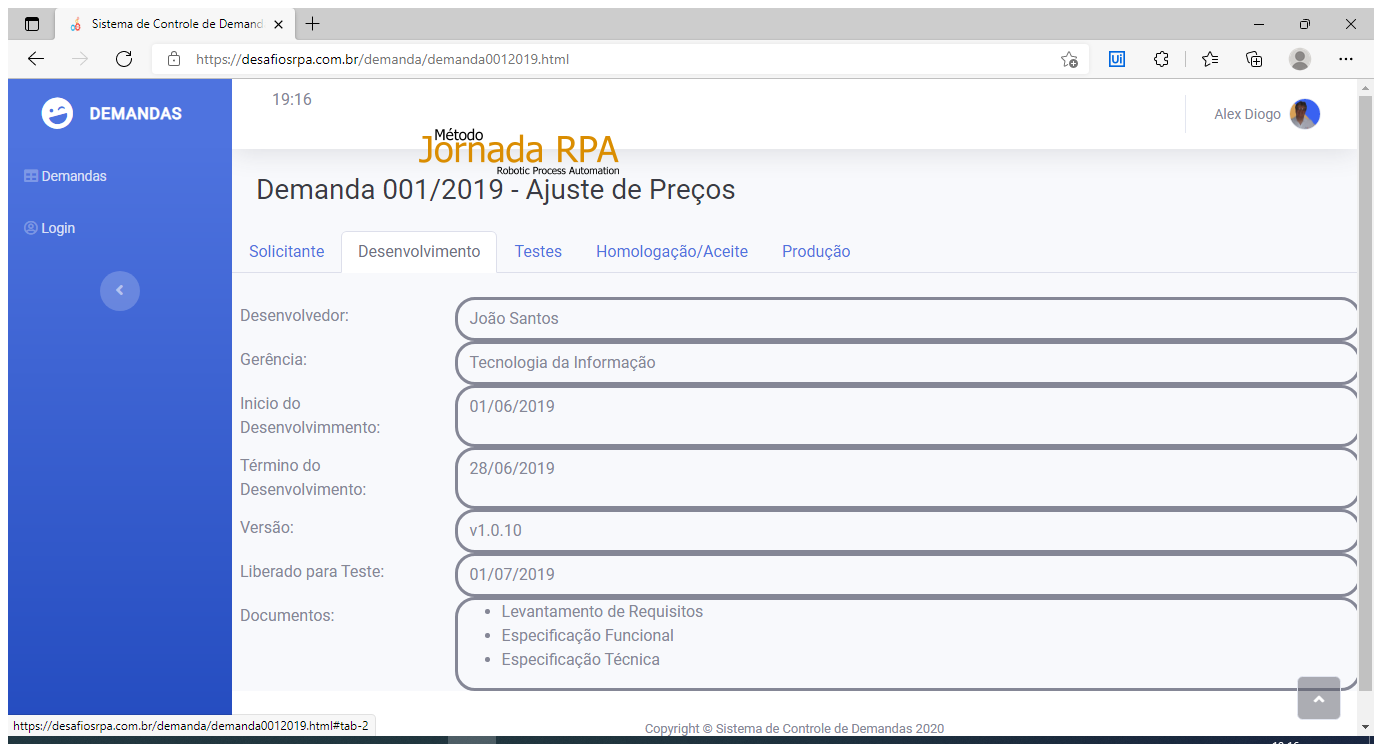 Sistema de Controle de Demand
https://desafiosrpa.com.br/demanda/demanda0012019.html
Ui
DEMANDAS
19:16
Alex Diogo
Método
Jornada RPA
Robotic Process Automation
Demandas
Login
Demanda 001/2019 - Ajuste de Preços
Solicitante Desenvolvimento Testes Homologação/Aceite Produção
Desenvolvedor: João Santos
Gerência: Tecnologia da Informação
Inicio do 01/06/2019
Desenvolvimmento:
Término do 28/06/2019
Desenvolvimento:
Versão: v1.0.10
Liberado para Teste: 01/07/2019
Documentos: • Levantamento de Requisitos
• Especificação Funcional
• Especificação Técnica
https://desafiosrpa.com.br/demanda/demanda0012019.html#tab-2
Copyright © Sistema de Controle de Demandas 2020